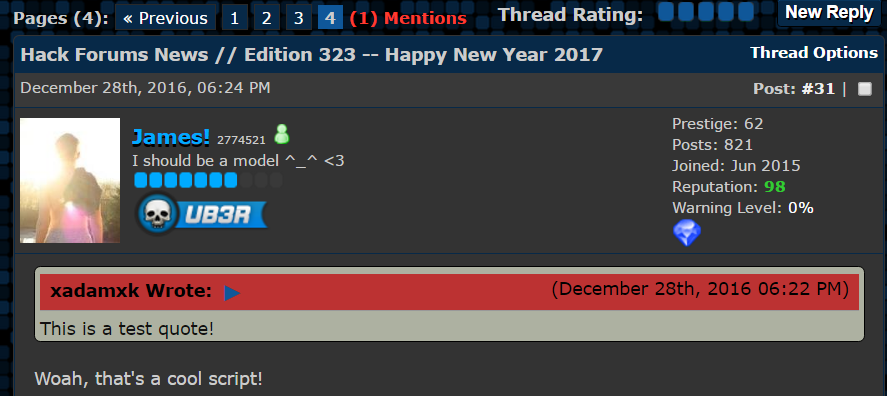 Pages (4): « Previous 1 2 3 4 (1) Mentions Thread Rating: New Reply
Hack Forums News // Edition 323 -- Happy New Year 2017 Thread Options
December 28th, 2016, 06:24 PM Post: #31 |
James! 2774521
I should be a model ^_^ <3
UB3R
Prestige: 62
Posts: 821
Joined: Jun 2015
Reputation: 98
Warning Level: 0%
xadamxk Wrote: (December 28th, 2016 06:22 PM)
This is a test quote!
Woah, that's a cool script!